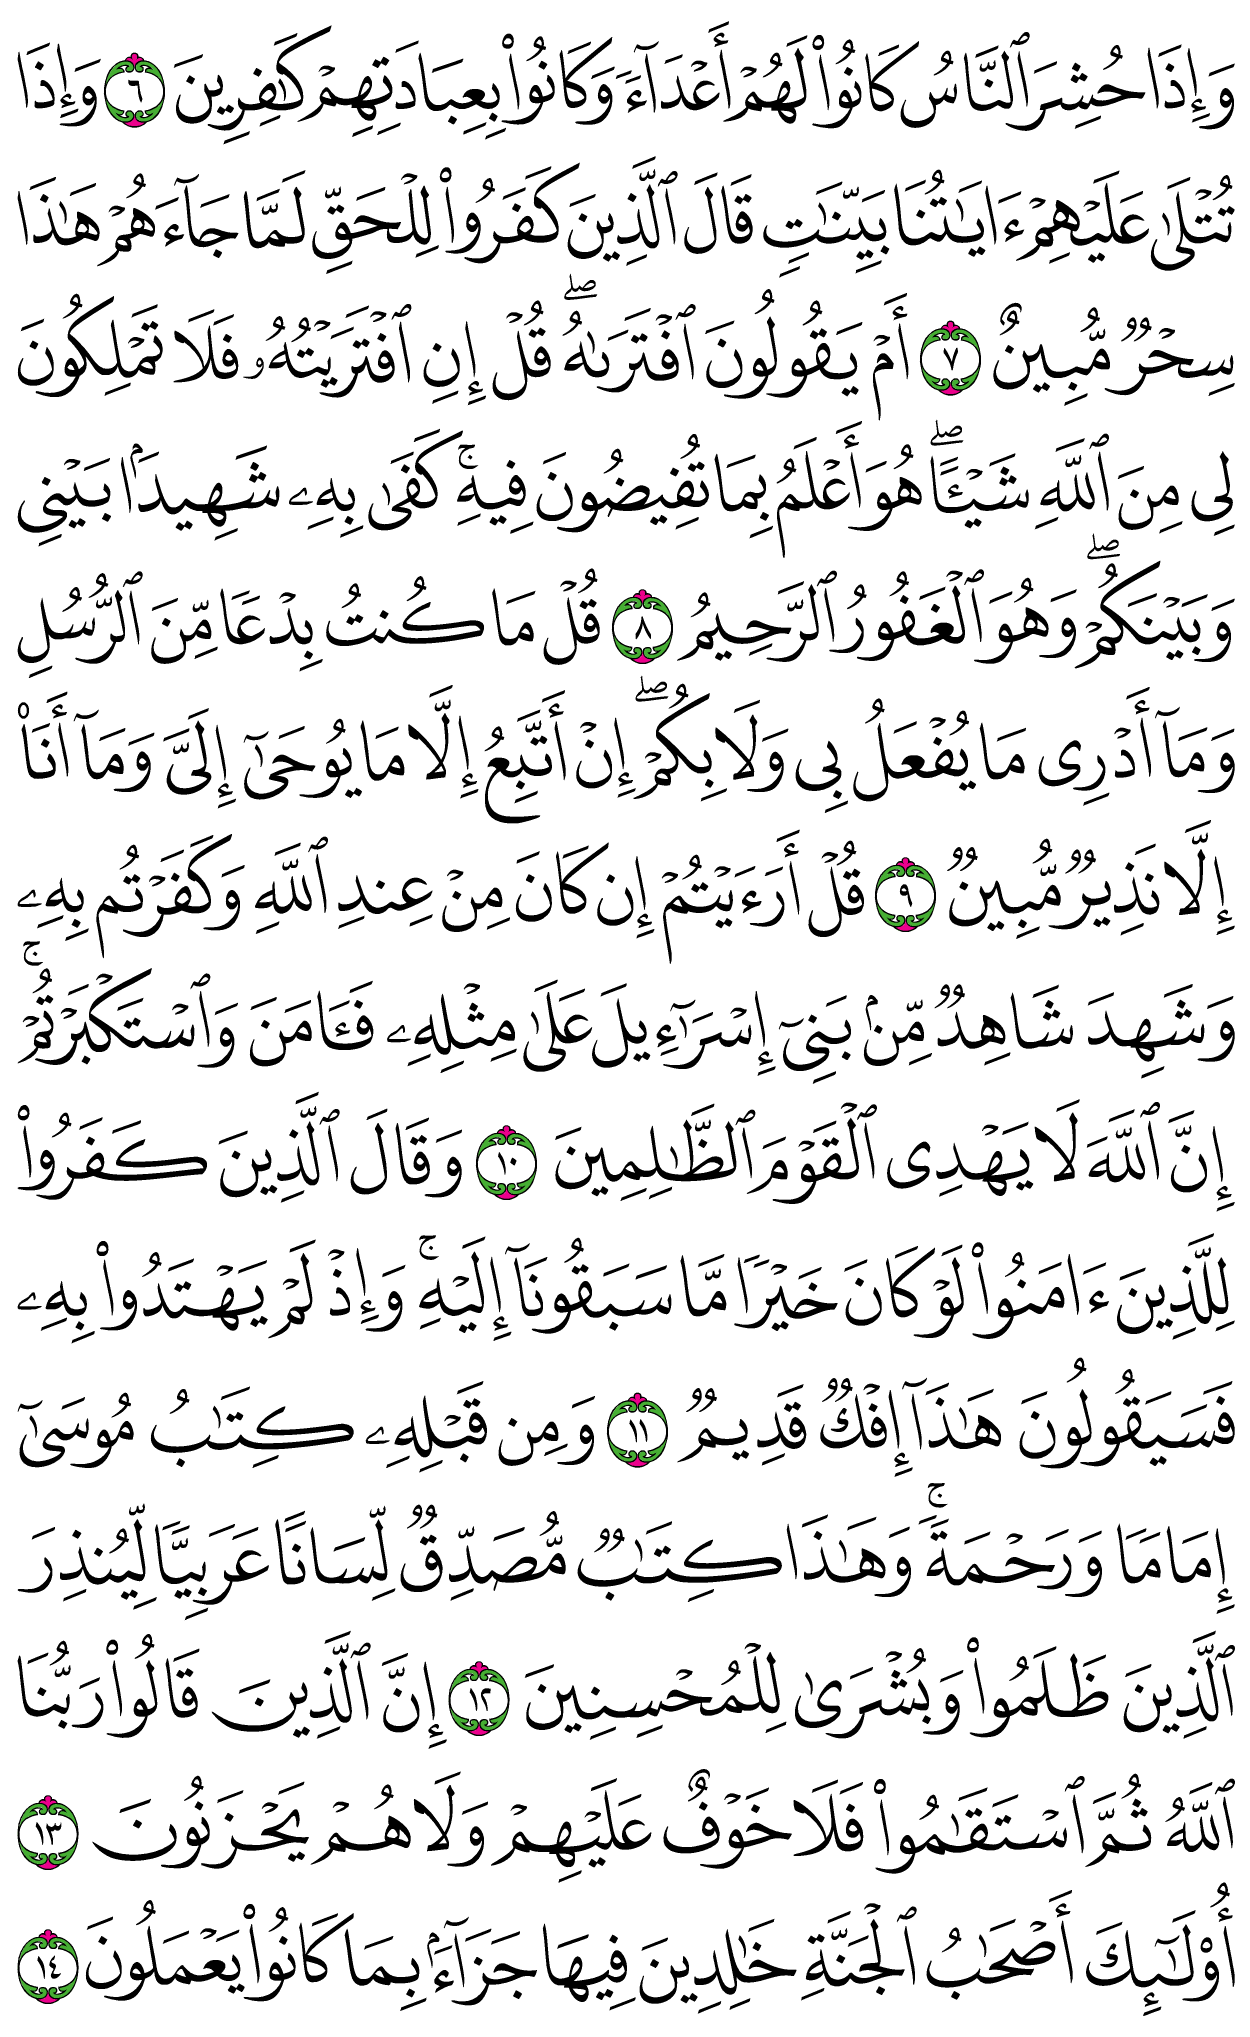 وَإِذَا حُشِرَ ٱلنَّاسُ كَانُوا۟ لَهُمْ أَعْدَآءً وَكَانُوا۟ بِعِبَادَتِهِمْ كَـٰفِرِينَ ٦ وَإِذَا
تُتْلَىٰ عَلَيْهِمْ ءَايَـٰتُنَا بَيِّنَـٰتٍ قَالَ ٱلَّذِينَ كَفَرُوا۟ لِلْحَقِّ لَمَّا جَآءَهُمْ هَـٰذَا
سِحْرٌ مُّبِينٌ ٧ أَمْ يَقُولُونَ ٱفْتَرَىٰهُ ۖ قُلْ إِنِ ٱفْتَرَيْتُهُۥ فَلَا تَمْلِكُونَ
لِى مِنَ ٱللَّهِ شَيْـًٔا ۖ هُوَ أَعْلَمُ بِمَا تُفِيضُونَ فِيهِ ۚ كَفَىٰ بِهِۦ شَهِيدًۢا بَيْنِى
وَبَيْنَكُمْ ۖ وَهُوَ ٱلْغَفُورُ ٱلرَّحِيمُ ٨ قُلْ مَا كُنتُ بِدْعًا مِّنَ ٱلرُّسُلِ
وَمَآ أَدْرِى مَا يُفْعَلُ بِى وَلَا بِكُمْ ۖ إِنْ أَتَّبِعُ إِلَّا مَا يُوحَىٰٓ إِلَىَّ وَمَآ أَنَا۠
إِلَّا نَذِيرٌ مُّبِينٌ ٩ قُلْ أَرَءَيْتُمْ إِن كَانَ مِنْ عِندِ ٱللَّهِ وَكَفَرْتُم بِهِۦ
وَشَهِدَ شَاهِدٌ مِّنۢ بَنِىٓ إِسْرَٰٓءِيلَ عَلَىٰ مِثْلِهِۦ فَـَٔامَنَ وَٱسْتَكْبَرْتُمْ ۚ
إِنَّ ٱللَّهَ لَا يَهْدِى ٱلْقَوْمَ ٱلظَّـٰلِمِينَ ١٠ وَقَالَ ٱلَّذِينَ كَفَرُوا۟
لِلَّذِينَ ءَامَنُوا۟ لَوْ كَانَ خَيْرًا مَّا سَبَقُونَآ إِلَيْهِ ۚ وَإِذْ لَمْ يَهْتَدُوا۟ بِهِۦ
فَسَيَقُولُونَ هَـٰذَآ إِفْكٌ قَدِيمٌ ١١ وَمِن قَبْلِهِۦ كِتَـٰبُ مُوسَىٰٓ
إِمَامًا وَرَحْمَةً ۚ وَهَـٰذَا كِتَـٰبٌ مُّصَدِّقٌ لِّسَانًا عَرَبِيًّا لِّيُنذِرَ
ٱلَّذِينَ ظَلَمُوا۟ وَبُشْرَىٰ لِلْمُحْسِنِينَ ١٢ إِنَّ ٱلَّذِينَ قَالُوا۟ رَبُّنَا
ٱللَّهُ ثُمَّ ٱسْتَقَـٰمُوا۟ فَلَا خَوْفٌ عَلَيْهِمْ وَلَا هُمْ يَحْزَنُونَ ١٣
أُو۟لَـٰٓئِكَ أَصْحَـٰبُ ٱلْجَنَّةِ خَـٰلِدِينَ فِيهَا جَزَآءًۢ بِمَا كَانُوا۟ يَعْمَلُونَ ١٤